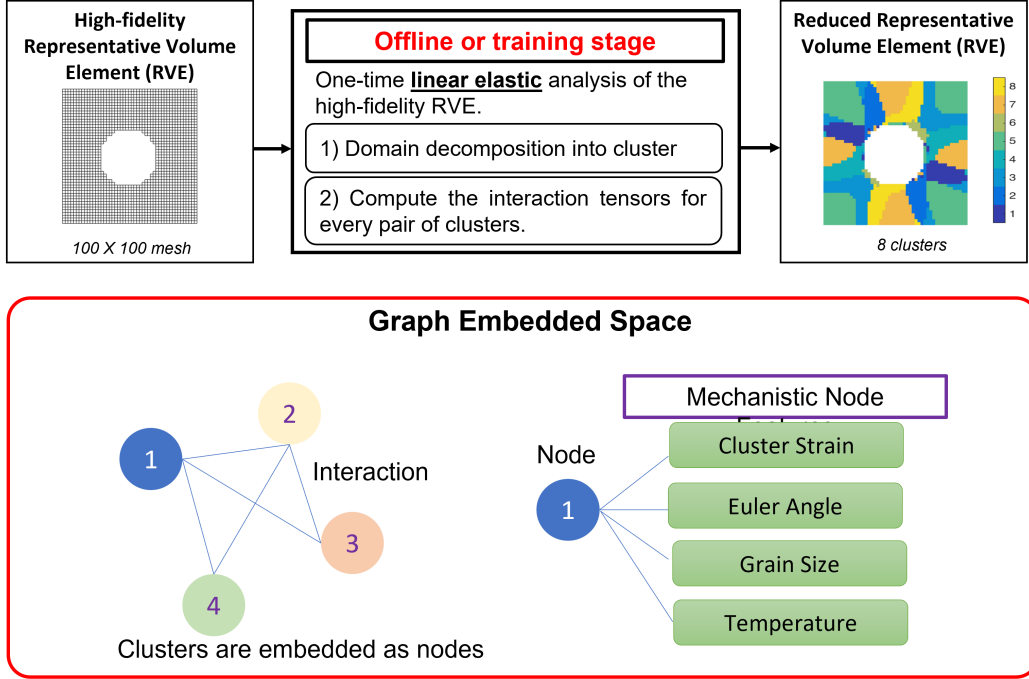 High-fidelity
Representative Volume
Element (RVE)
100 X 100 mesh
Offline or training stage
One-time linear elastic analysis of the
high-fidelity RVE.
1) Domain decomposition into cluster
2) Compute the interaction tensors for
every pair of clusters.
Reduced Representative
Volume Element (RVE)
8
7
6
5
4
3
2
1
8 clusters
Graph Embedded Space
1
2
Interaction
3
4
Clusters are embedded as nodes
Node
1
Mechanistic Node
Cluster Strain
Euler Angle
Grain Size
Temperature